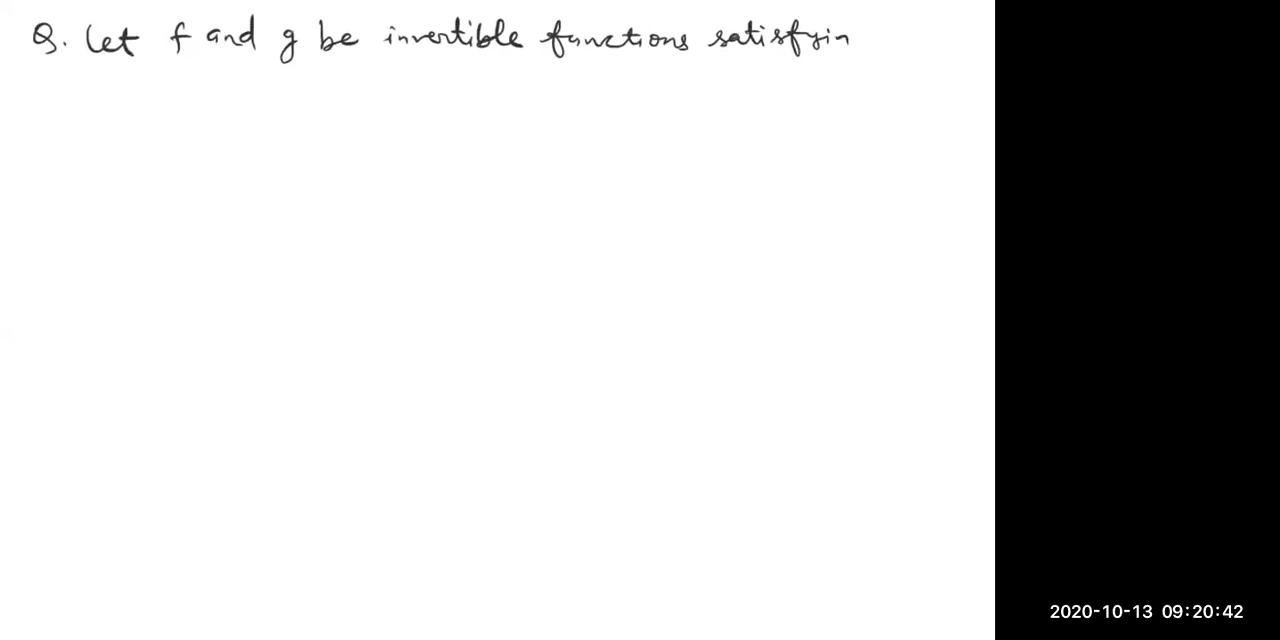 Q. Let f and g be invertible functions satisfyin
2020-10-13 09:20:42